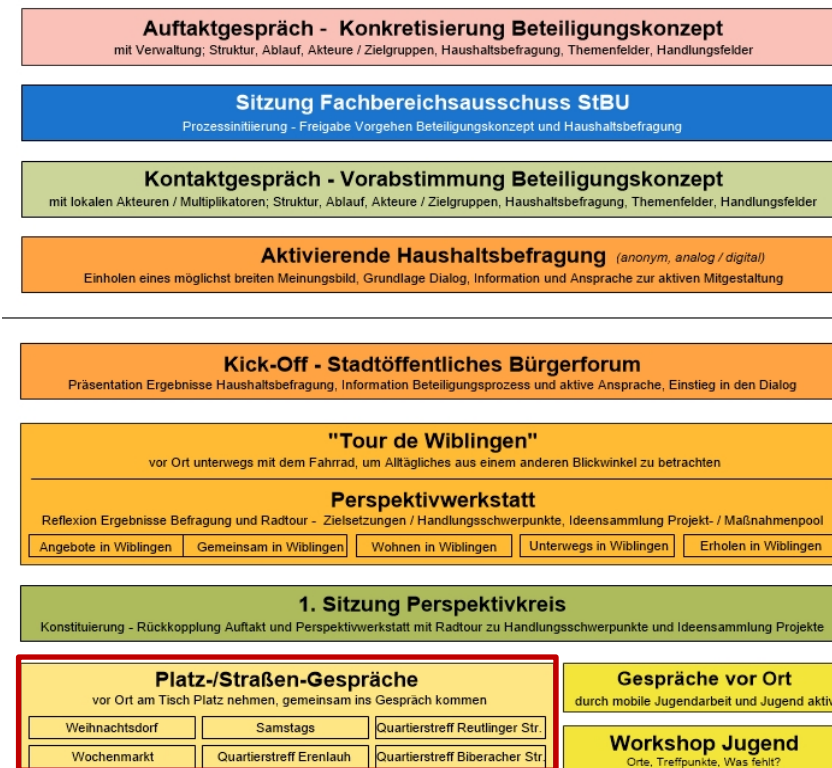 Auftaktgespräch - Konkretisierung Beteiligungskonzept
mit Verwaltung; Struktur, Ablauf, Akteure / Zielgruppen, Haushaltsbefragung, Themenfelder, Handlungsfelder
Sitzung Fachbereichsausschuss StBU
Prozessinitiierung - Freigabe Vorgehen Beteiligungskonzept und Haushaltsbefragung
Kontaktgespräch - Vorabstimmung Beteiligungskonzept
mit lokalen Akteuren / Multiplikatoren; Struktur, Ablauf, Akteure / Zielgruppen, Haushaltsbefragung, Themenfelder, Handlungsfelder
Aktivierende Haushaltsbefragung (anonym, analog / digital)
Einholen eines möglichst breiten Meinungsbild, Grundlage Dialog, Information und Ansprache zur aktiven Mitgestaltung
Kick-Off - Stadtöffentliches Bürgerforum
Präsentation Ergebnisse Haushaltsbefragung, Information Beteiligungsprozess und aktive Ansprache, Einstieg in den Dialog
"Tour de Wiblingen"
vor Ort unterwegs mit dem Fahrrad, um Alltägliches aus einem anderen Blickwinkel zu betrachten
Perspektivwerkstatt
Reflexion Ergebnisse Befragung und Radtour - Zielsetzungen / Handlungsschwerpunkte, Ideensammlung Projekt- / Maßnahmenpool
Angebote in Wiblingen Gemeinsam in Wiblingen Wohnen in Wiblingen Unterwegs in Wiblingen Erholen in Wiblingen
1. Sitzung Perspektivkreis
Konstituierung - Rückkopplung Auftakt und Perspektivwerkstatt mit Radtour zu Handlungsschwerpunkte und Ideensammlung Projekte
Platz-/Straßen-Gespräche
vor Ort am Tisch Platz nehmen, gemeinsam ins Gespräch kommen
Weihnachtsdorf Samstags Quartierstreff Reutlinger Str.
Wochenmarkt Quartierstreff Erenlauh Quartierstreff Biberacher Str.
Gespräche vor Ort
durch mobile Jugendarbeit und Jugend aktiv
Workshop Jugend
Orte, Treffpunkte, Was fehlt?